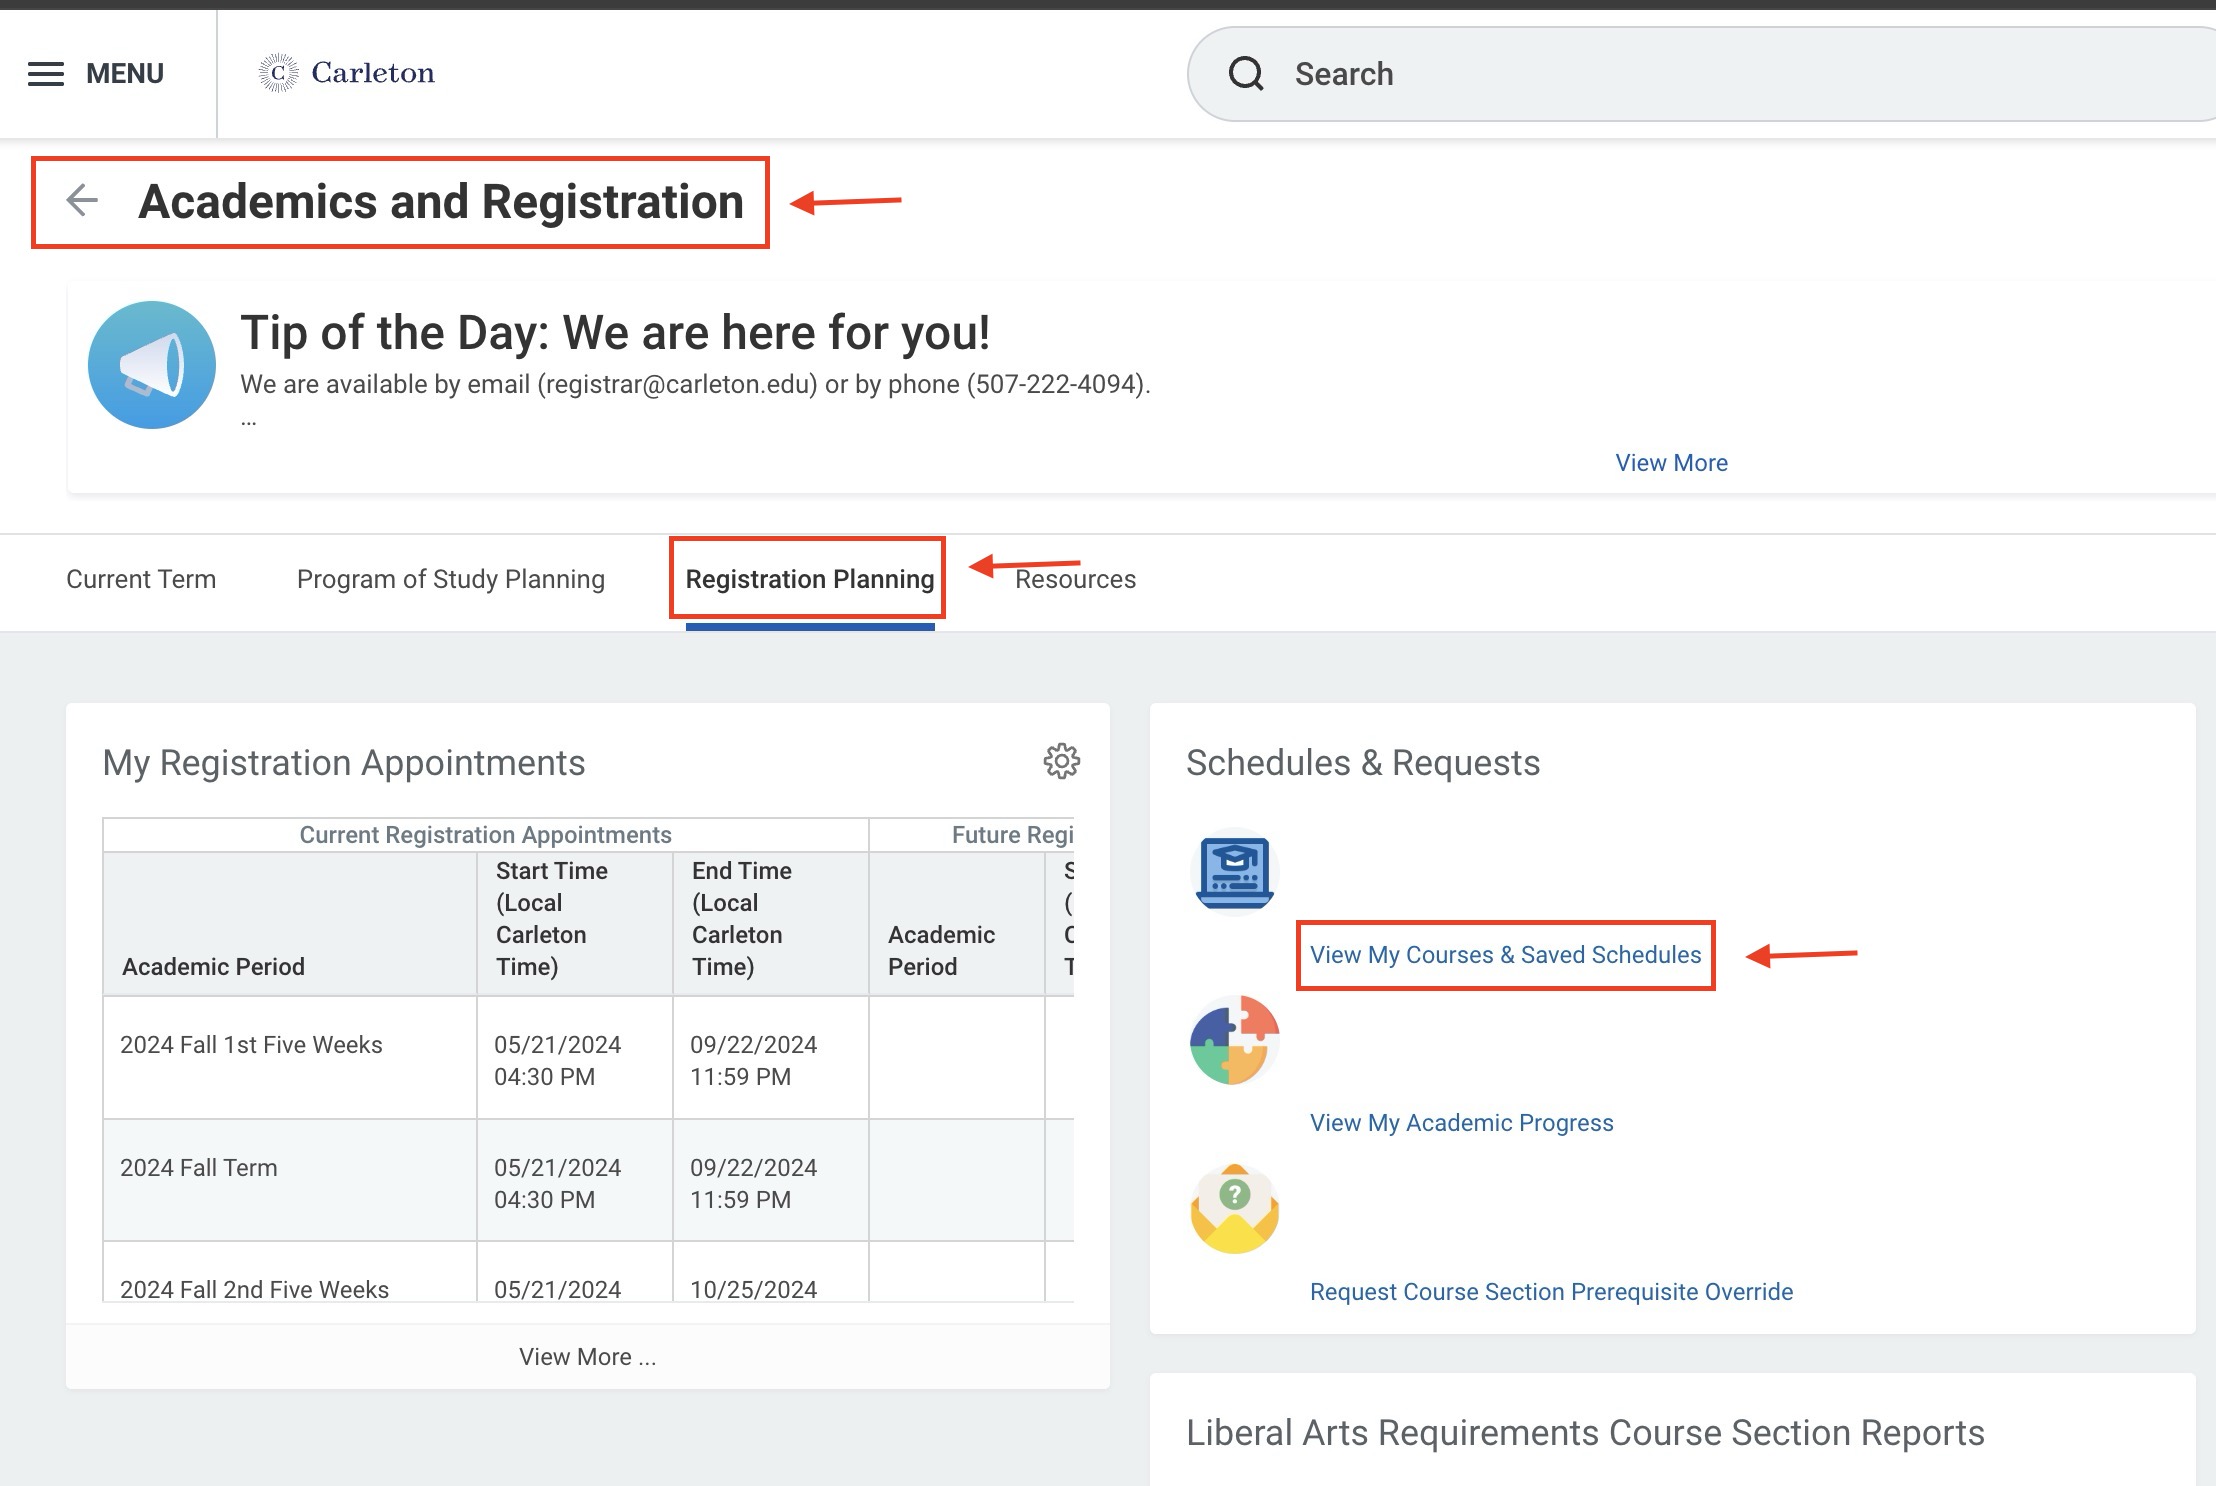 MENU
C
Carleton
Search
Academics and Registration
Tip of the Day: We are here for you!
We are available by email (registrar@carleton.edu) or by phone (507-222-4094).
...
View More
Current Term
Program of Study Planning
Registration Planning
Resources
My Registration Appointments
Current Registration Appointments
Future Regi
Academic Period
Start Time
(Local
Carleton
Time)
End Time
(Local
Carleton
Time)
Academic
Period
S
(
C
T
2024 Fall 1st Five Weeks
05/21/2024
04:30 PM
09/22/2024
11:59 PM
2024 Fall Term
05/21/2024
04:30 PM
09/22/2024
11:59 PM
2024 Fall 2nd Five Weeks
05/21/2024
10/25/2024
View More ...
Schedules & Requests
View My Courses & Saved Schedules
View My Academic Progress
?
Request Course Section Prerequisite Override
Liberal Arts Requirements Course Section Reports